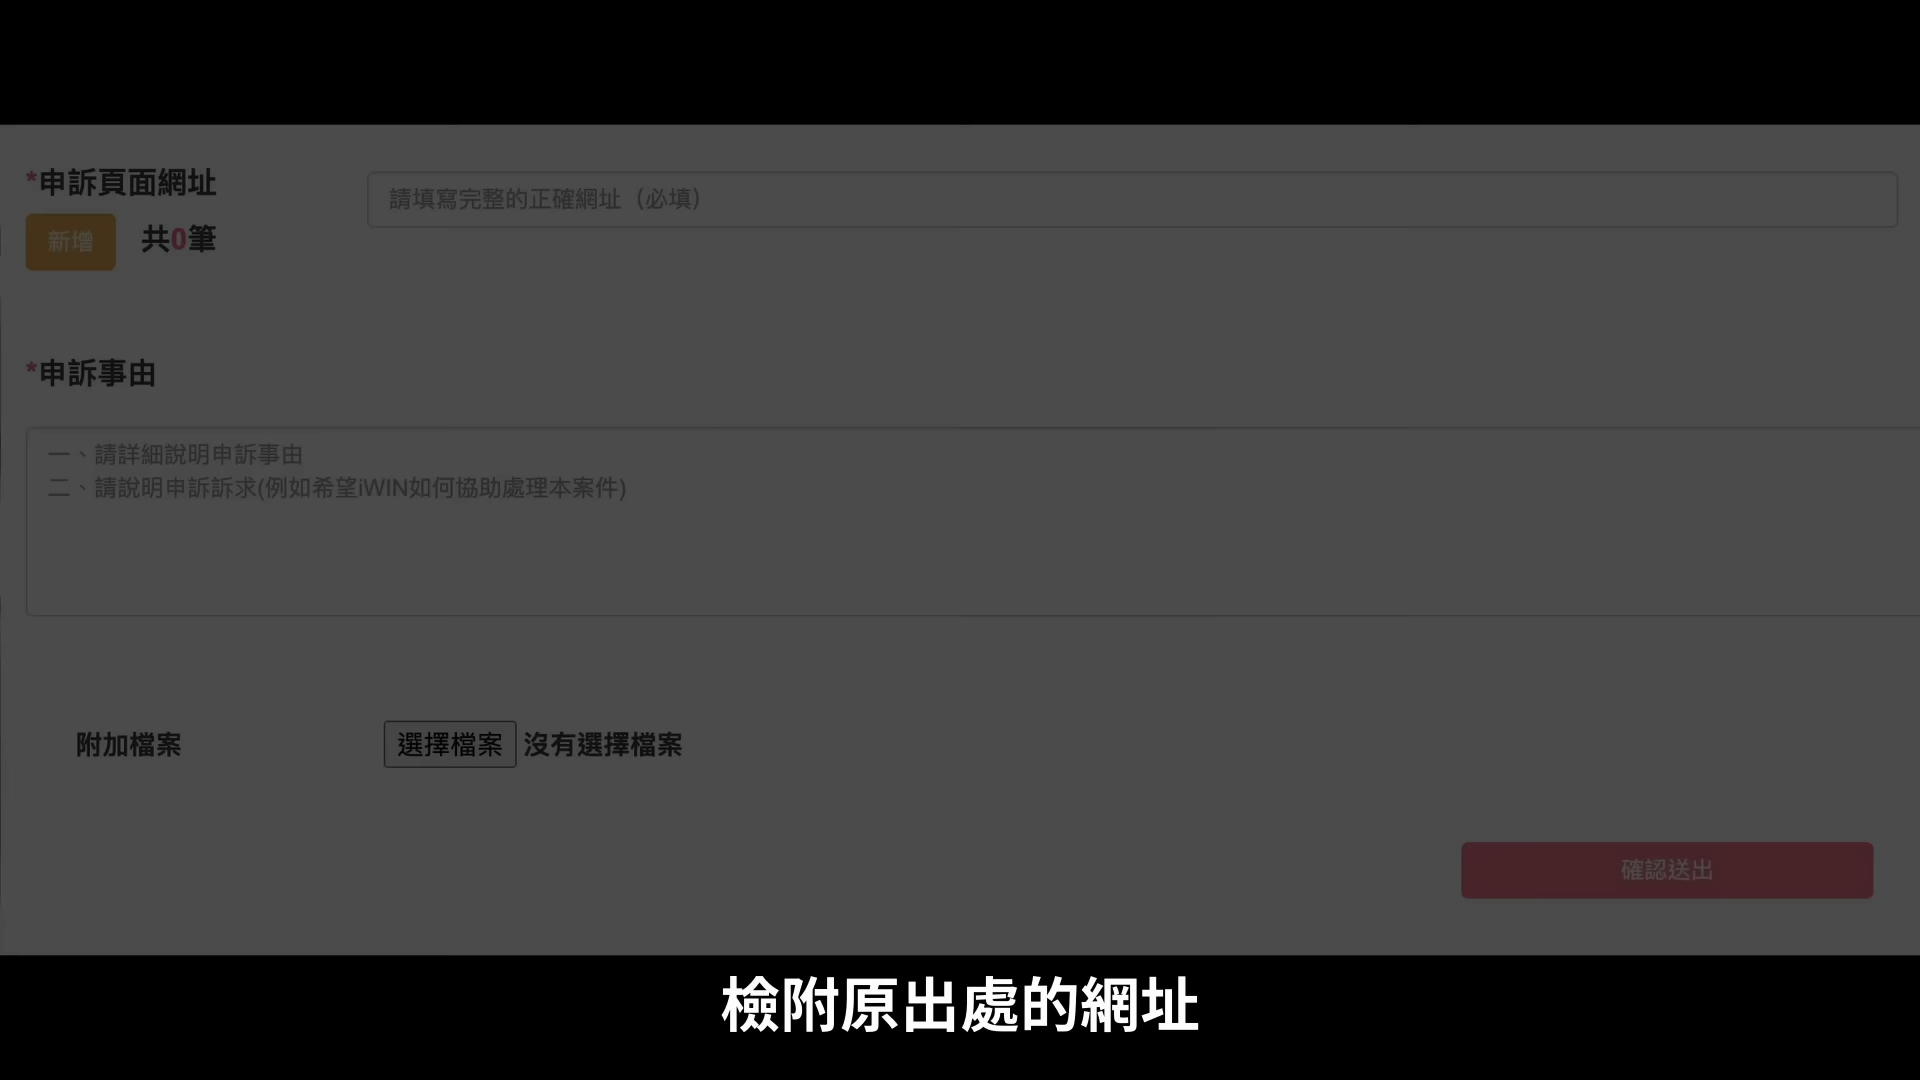 *申訴頁面網址
請填寫完整的正確網址（必填）
新增 共0筆
*申訴事由
一、請詳細說明申訴事由
二、請說明申訴訴求(例如希望iWIN如何協助處理本案件)
附加檔案 選擇檔案 沒有選擇檔案
確認送出
檢附原出處的網址